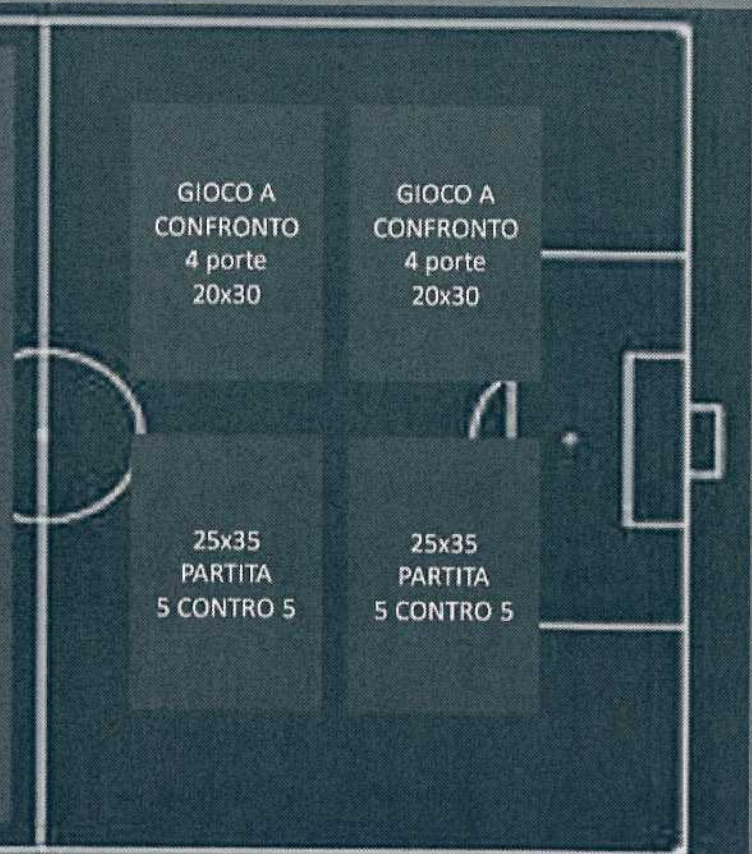 GIOCO A
CONFRONTO
4 porte
20x30
GIOCO A
CONFRONTO
4 porte
20x30
25x35
PARTITA
5 CONTRO 5
25x35
PARTITA
5 CONTRO 5